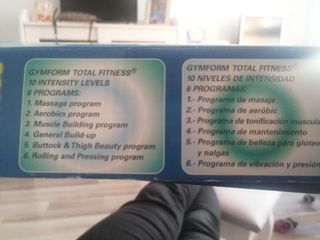 GYMFORM TOTAL FITNESS®
10 INTENSITY LEVELS
6 PROGRAMS:
1. Massage program
2. Aerobics program
3. Muscle Building program
4. General Build-up
5. Buttock & Thigh Beauty program
6. Rolling and Pressing program
GYMFORM TOTAL FITNESS®
10 NIVELES DE INTENSIDAD
6 PROGRAMAS:
1.- Programa de masaje
2.- Programa de aeróbic
3.- Programa de tonificación muscula
4.- Programa de mantenimiento
5.- Programa de belleza para glúteo
y nalgas
6.- Programa de vibración y presión